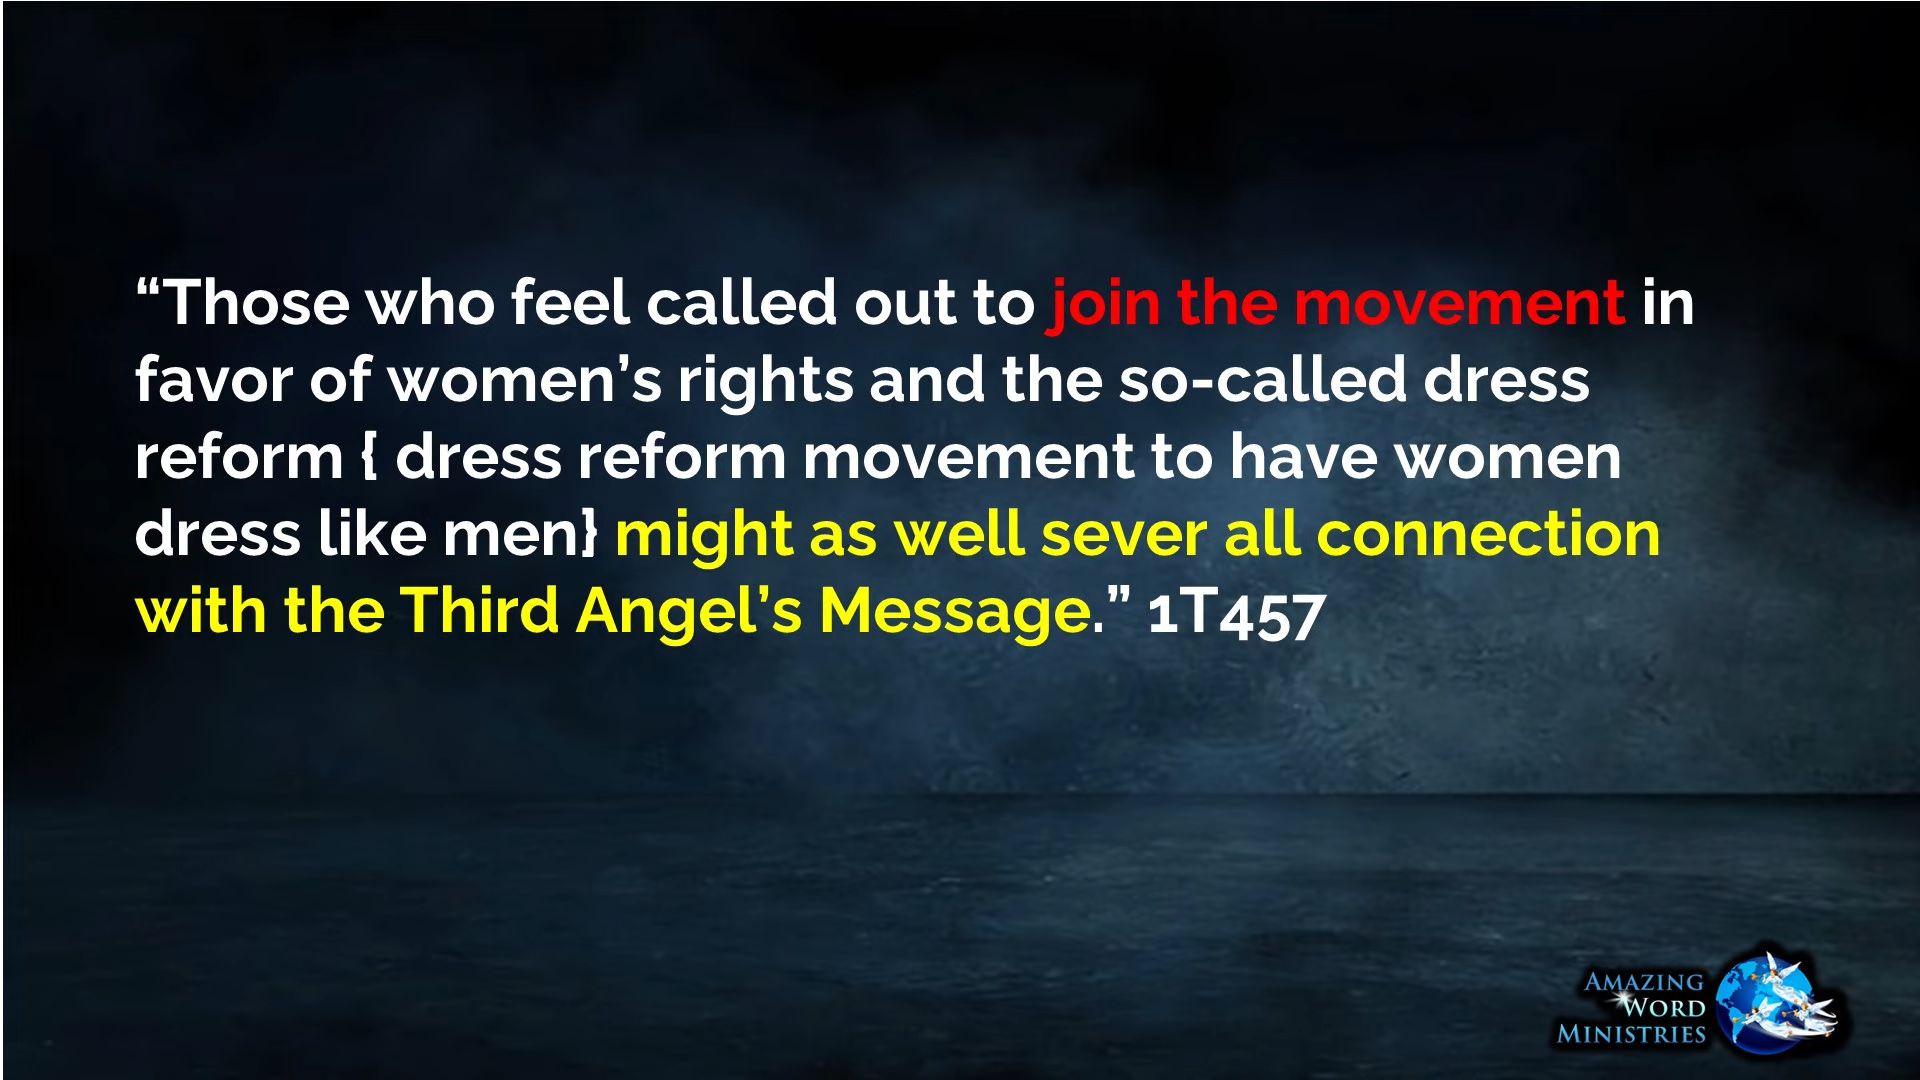 “Those who feel called out to join the movement in
favor of women’s rights and the so-called dress
reform { dress reform movement to have women
dress like men} might as well sever all connection
with the Third Angel’s Message.” 1T457
AMAZING
WORD
MINISTRIES